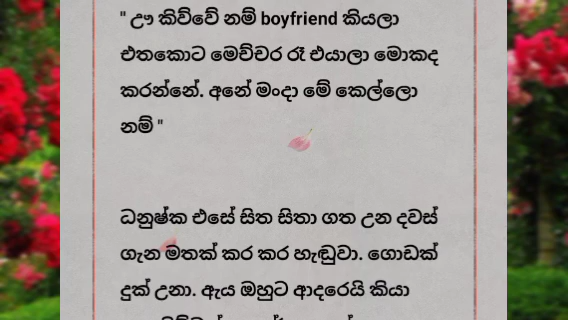 " ඌ කිව්වේ නම් boyfriend කියලා
එතකොට මෙච්චර රෑ එයාලා මොකද
කරන්නේ. අනේ මංදා මේ කෙල්ලො
නම් "
ධනුෂ්ක එසේ සිත සිතා ගත උන දවස්
ගැන මතක් කර කර හැඬුවා. ගොඩක්
දුක් උනා. ඇය ඔහුට ආදරෙයි කියා